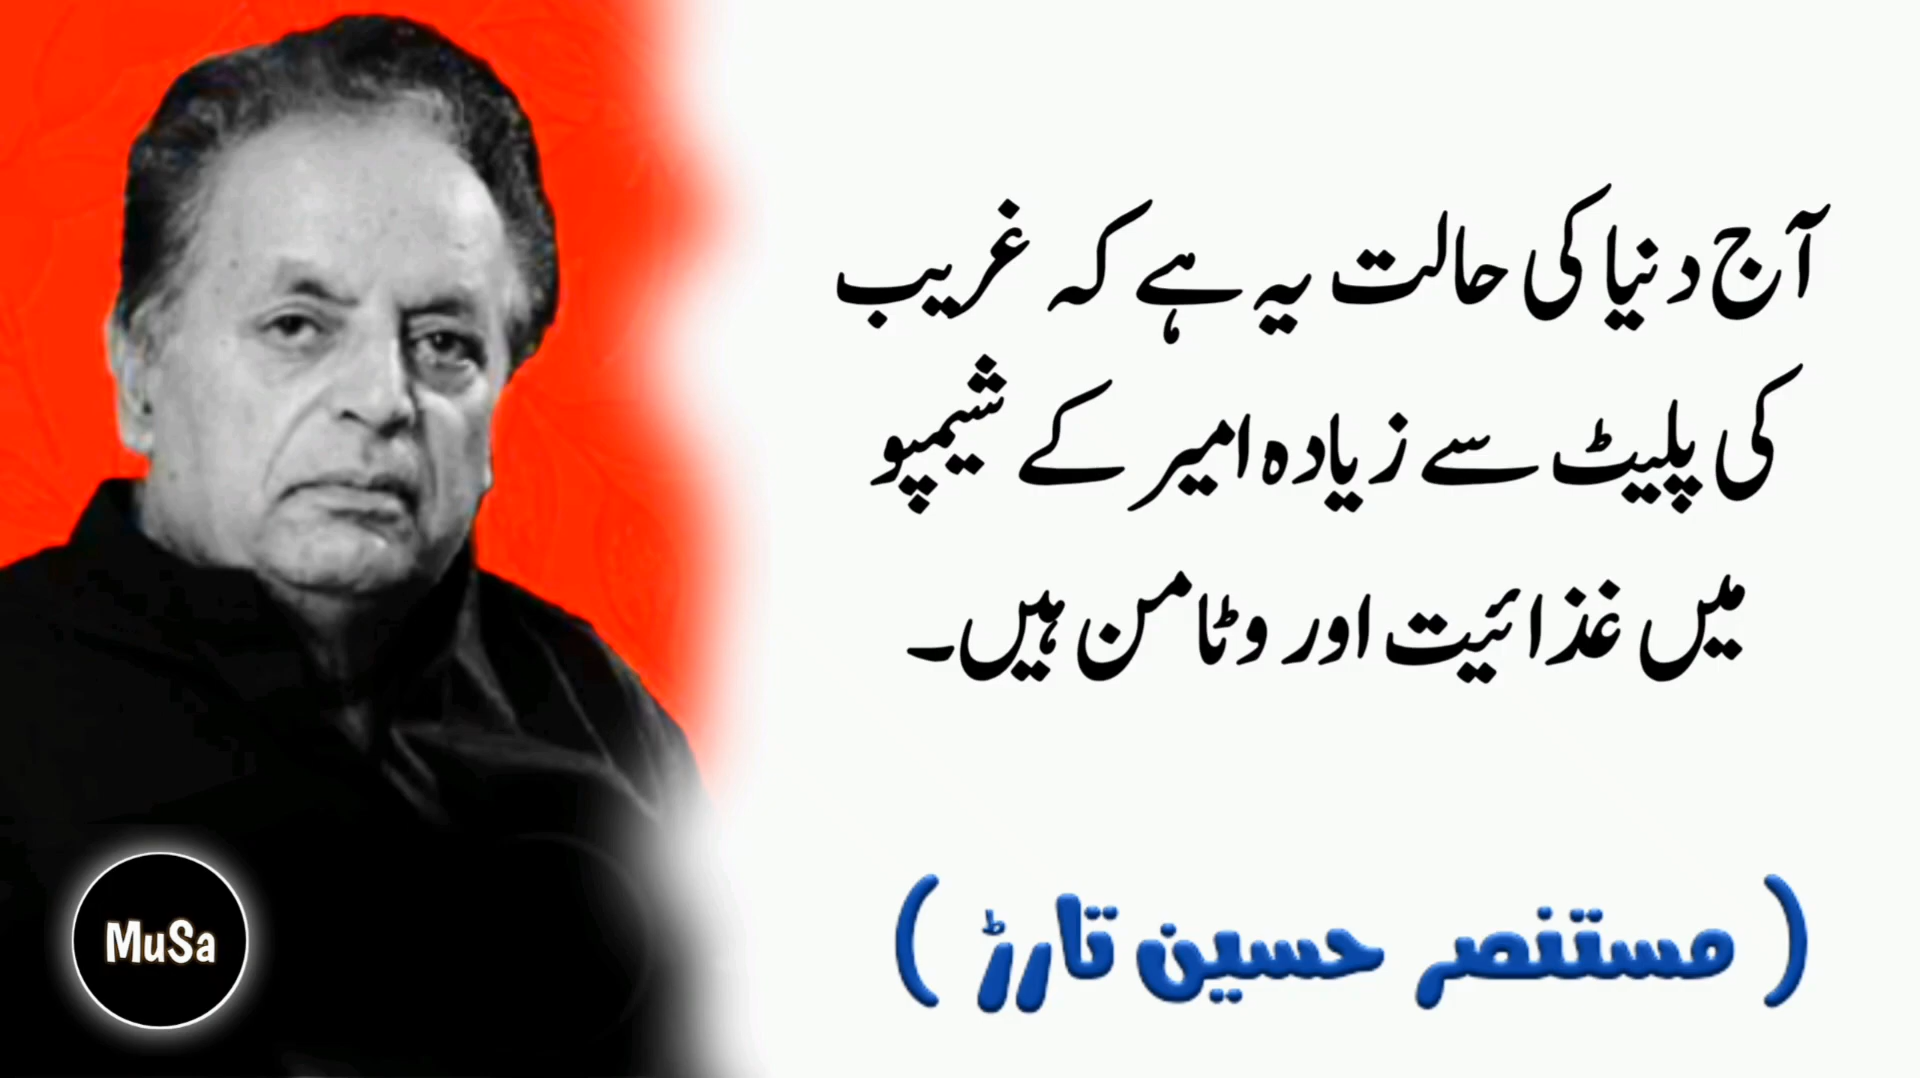 آج دنیا کی حالت یہ ہے کہ غریب
کی پلیٹ سے زیادہ امیر کے شیمپو
میں غذائیت اور وٹامن ہیں۔
( مستنصر حسین تارڑ )
MuSa